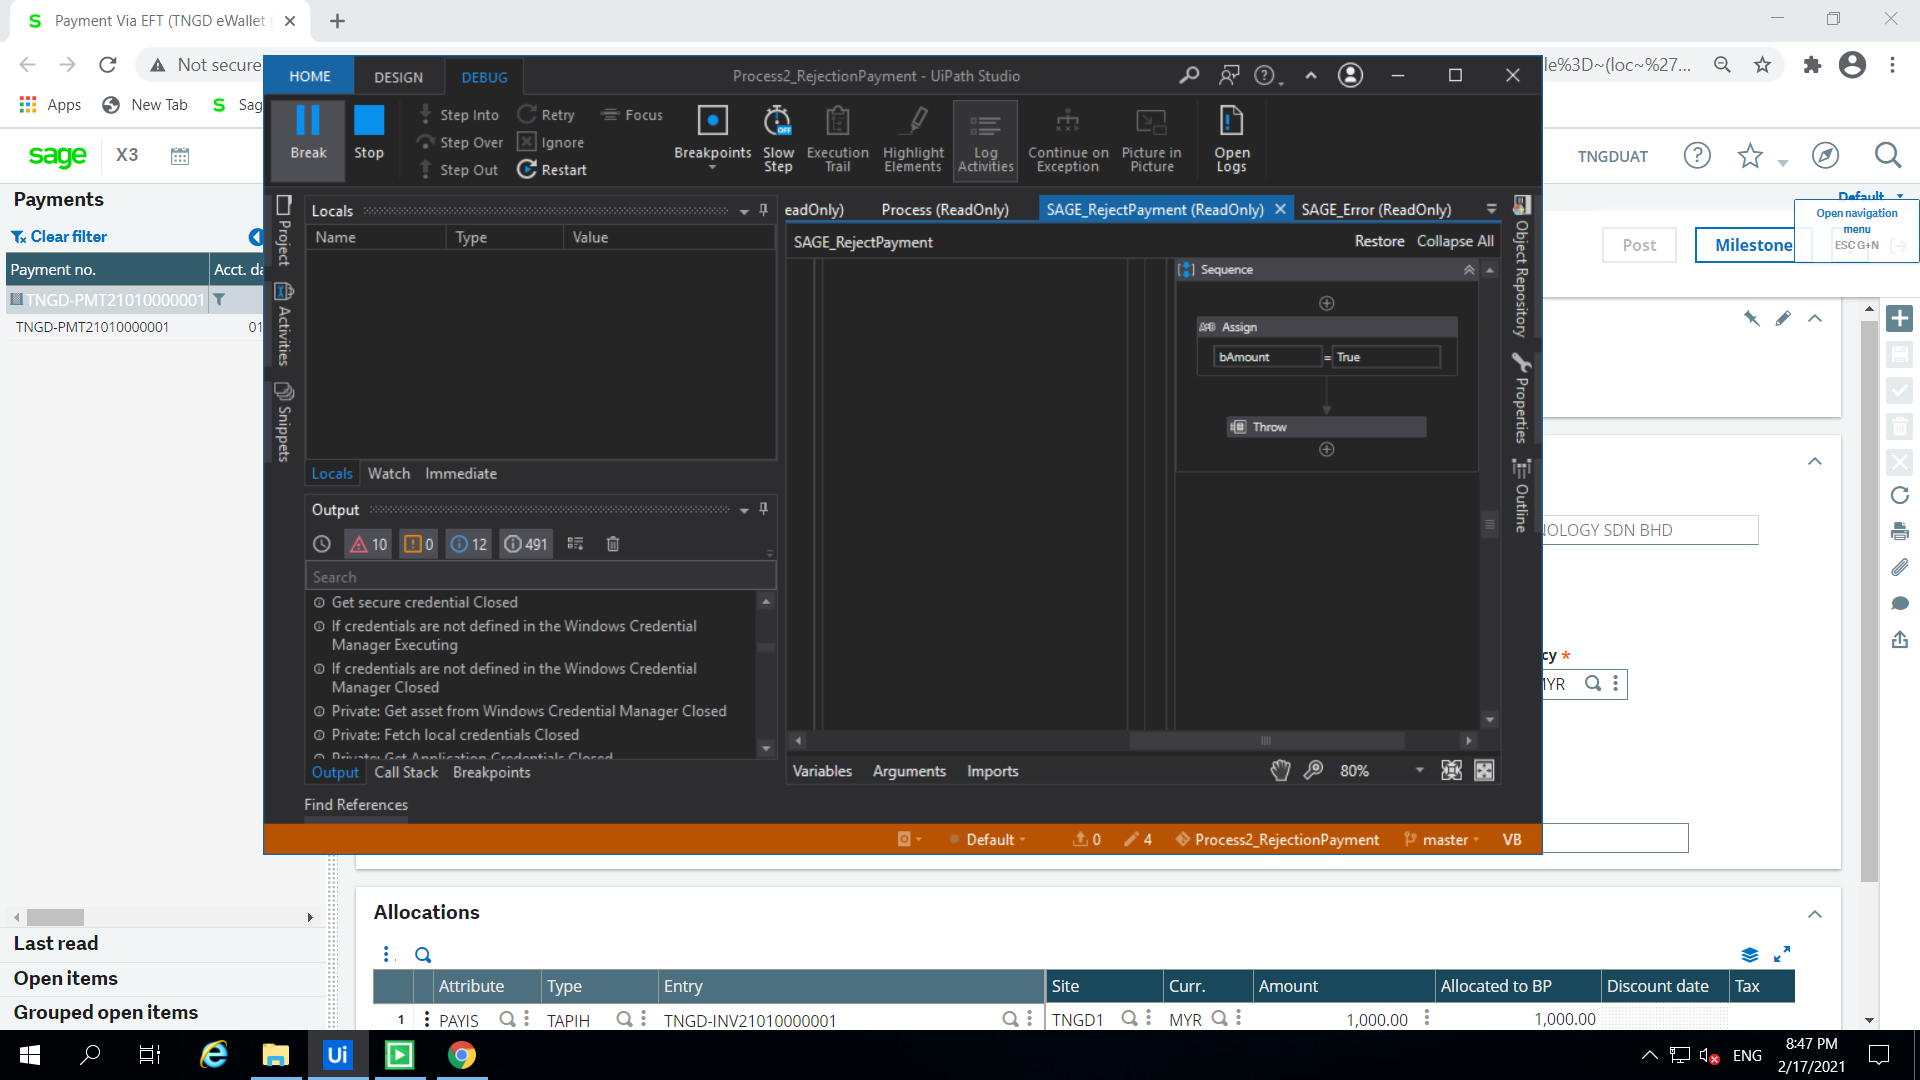 S Payment Via EFT (TNGD eWallet
Not secure
le%3D~(loc~%27...
Apps New Tab S Sag
HOME DESIGN DEBUG Process2_RejectionPayment - UiPath Studio
Break Stop
Step Into Retry Focus
Step Over Ignore
Step Out Restart
Breakpoints Slow Step Execution Trail Highlight Elements Log Activities Continue on Exception Picture in Picture Open Logs
OFF
sage X3
TNGDUAT
Payments
Clear filter
Payment no. Acct. da
TNGD-PMT21010000001
TNGD-PMT21010000001 01
Project
Activities
Snippets
Locals
Name Type Value
Locals Watch Immediate
Output
10 0 12 491
Search
Get secure credential Closed
If credentials are not defined in the Windows Credential
Manager Executing
If credentials are not defined in the Windows Credential
Manager Closed
Private: Get asset from Windows Credential Manager Closed
Private: Fetch local credentials Closed
Private: Get Application Credentials Closed
Output Call Stack Breakpoints
Find References
eadOnly) Process (ReadOnly) SAGE_RejectPayment (ReadOnly) SAGE_Error (ReadOnly)
SAGE_RejectPayment Restore Collapse All
Sequence
Assign
bAmount = True
Throw
Variables Arguments Imports 80%
Object Repository
Properties
Outline
Default 0 4 Process2_RejectionPayment master VB
Default
Post Milestone
Open navigation
menu
ESC G+N
NOLOGY SDN BHD
cy *
MYR
Last read
Open items
Grouped open items
Allocations
Attribute Type Entry Site Curr. Amount Allocated to BP Discount date Tax
1 PAYIS TAPIH TNGD-INV21010000001 TNGD1 MYR 1,000.00 1,000.00
Ui
ENG
8:47 PM
2/17/2021